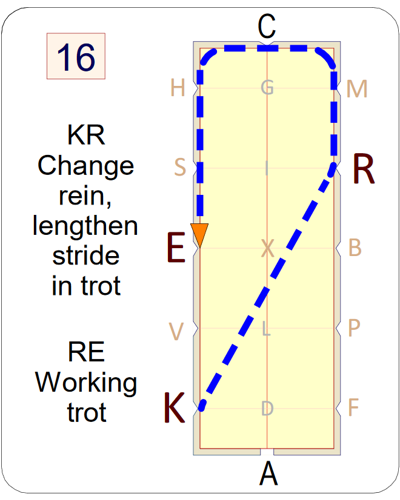 16
C
H G M
KR
Change
rein,
lengthen
stride
in trot
S I R
E X B
V L P
RE
Working
trot
K D F
A